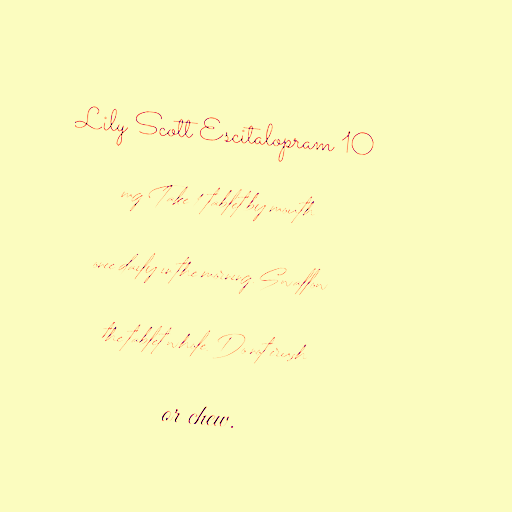 Lily Scott Escitalopram 10
mg Take 1 tablet by mouth
once daily in the morning Swallow
the tablet whole. Do not crush
or chew.